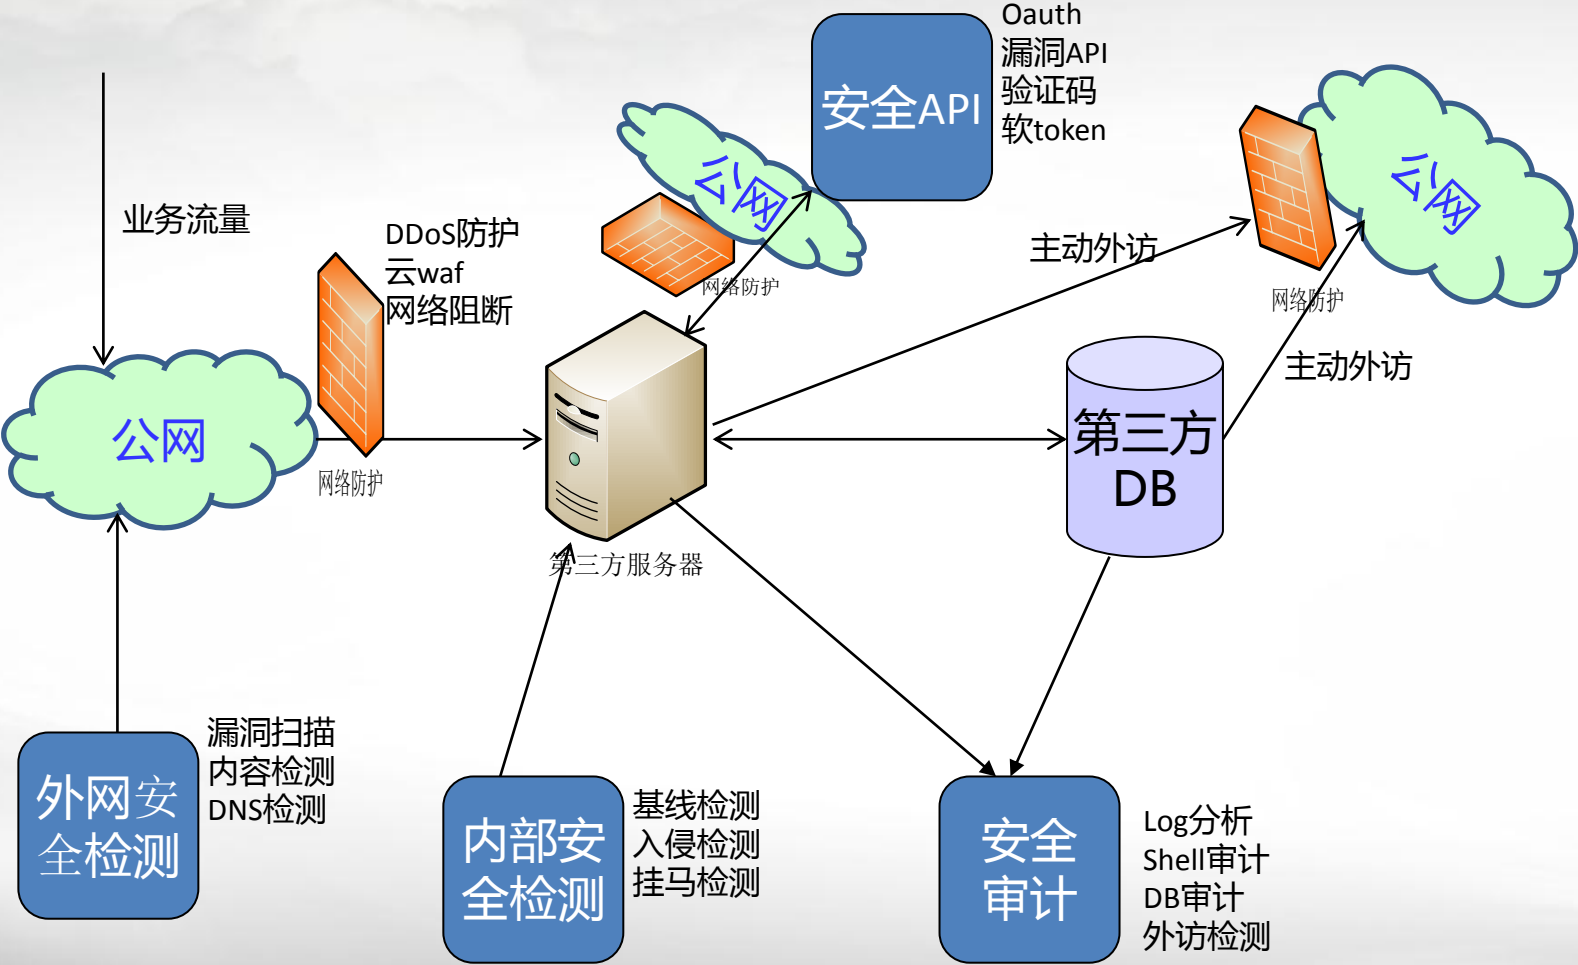 Oauth
漏洞API
验证码
软token
安全API
公网
公网
业务流量
DDoS防护
云waf
网络阻断
主动外访
网络防护
网络防护
主动外访
公网
第三方
DB
网络防护
第三方服务器
漏洞扫描
内容检测
DNS检测
外网安
全检测
基线检测
入侵检测
挂马检测
内部安
全检测
安全
审计
Log分析
Shell审计
DB审计
外访检测